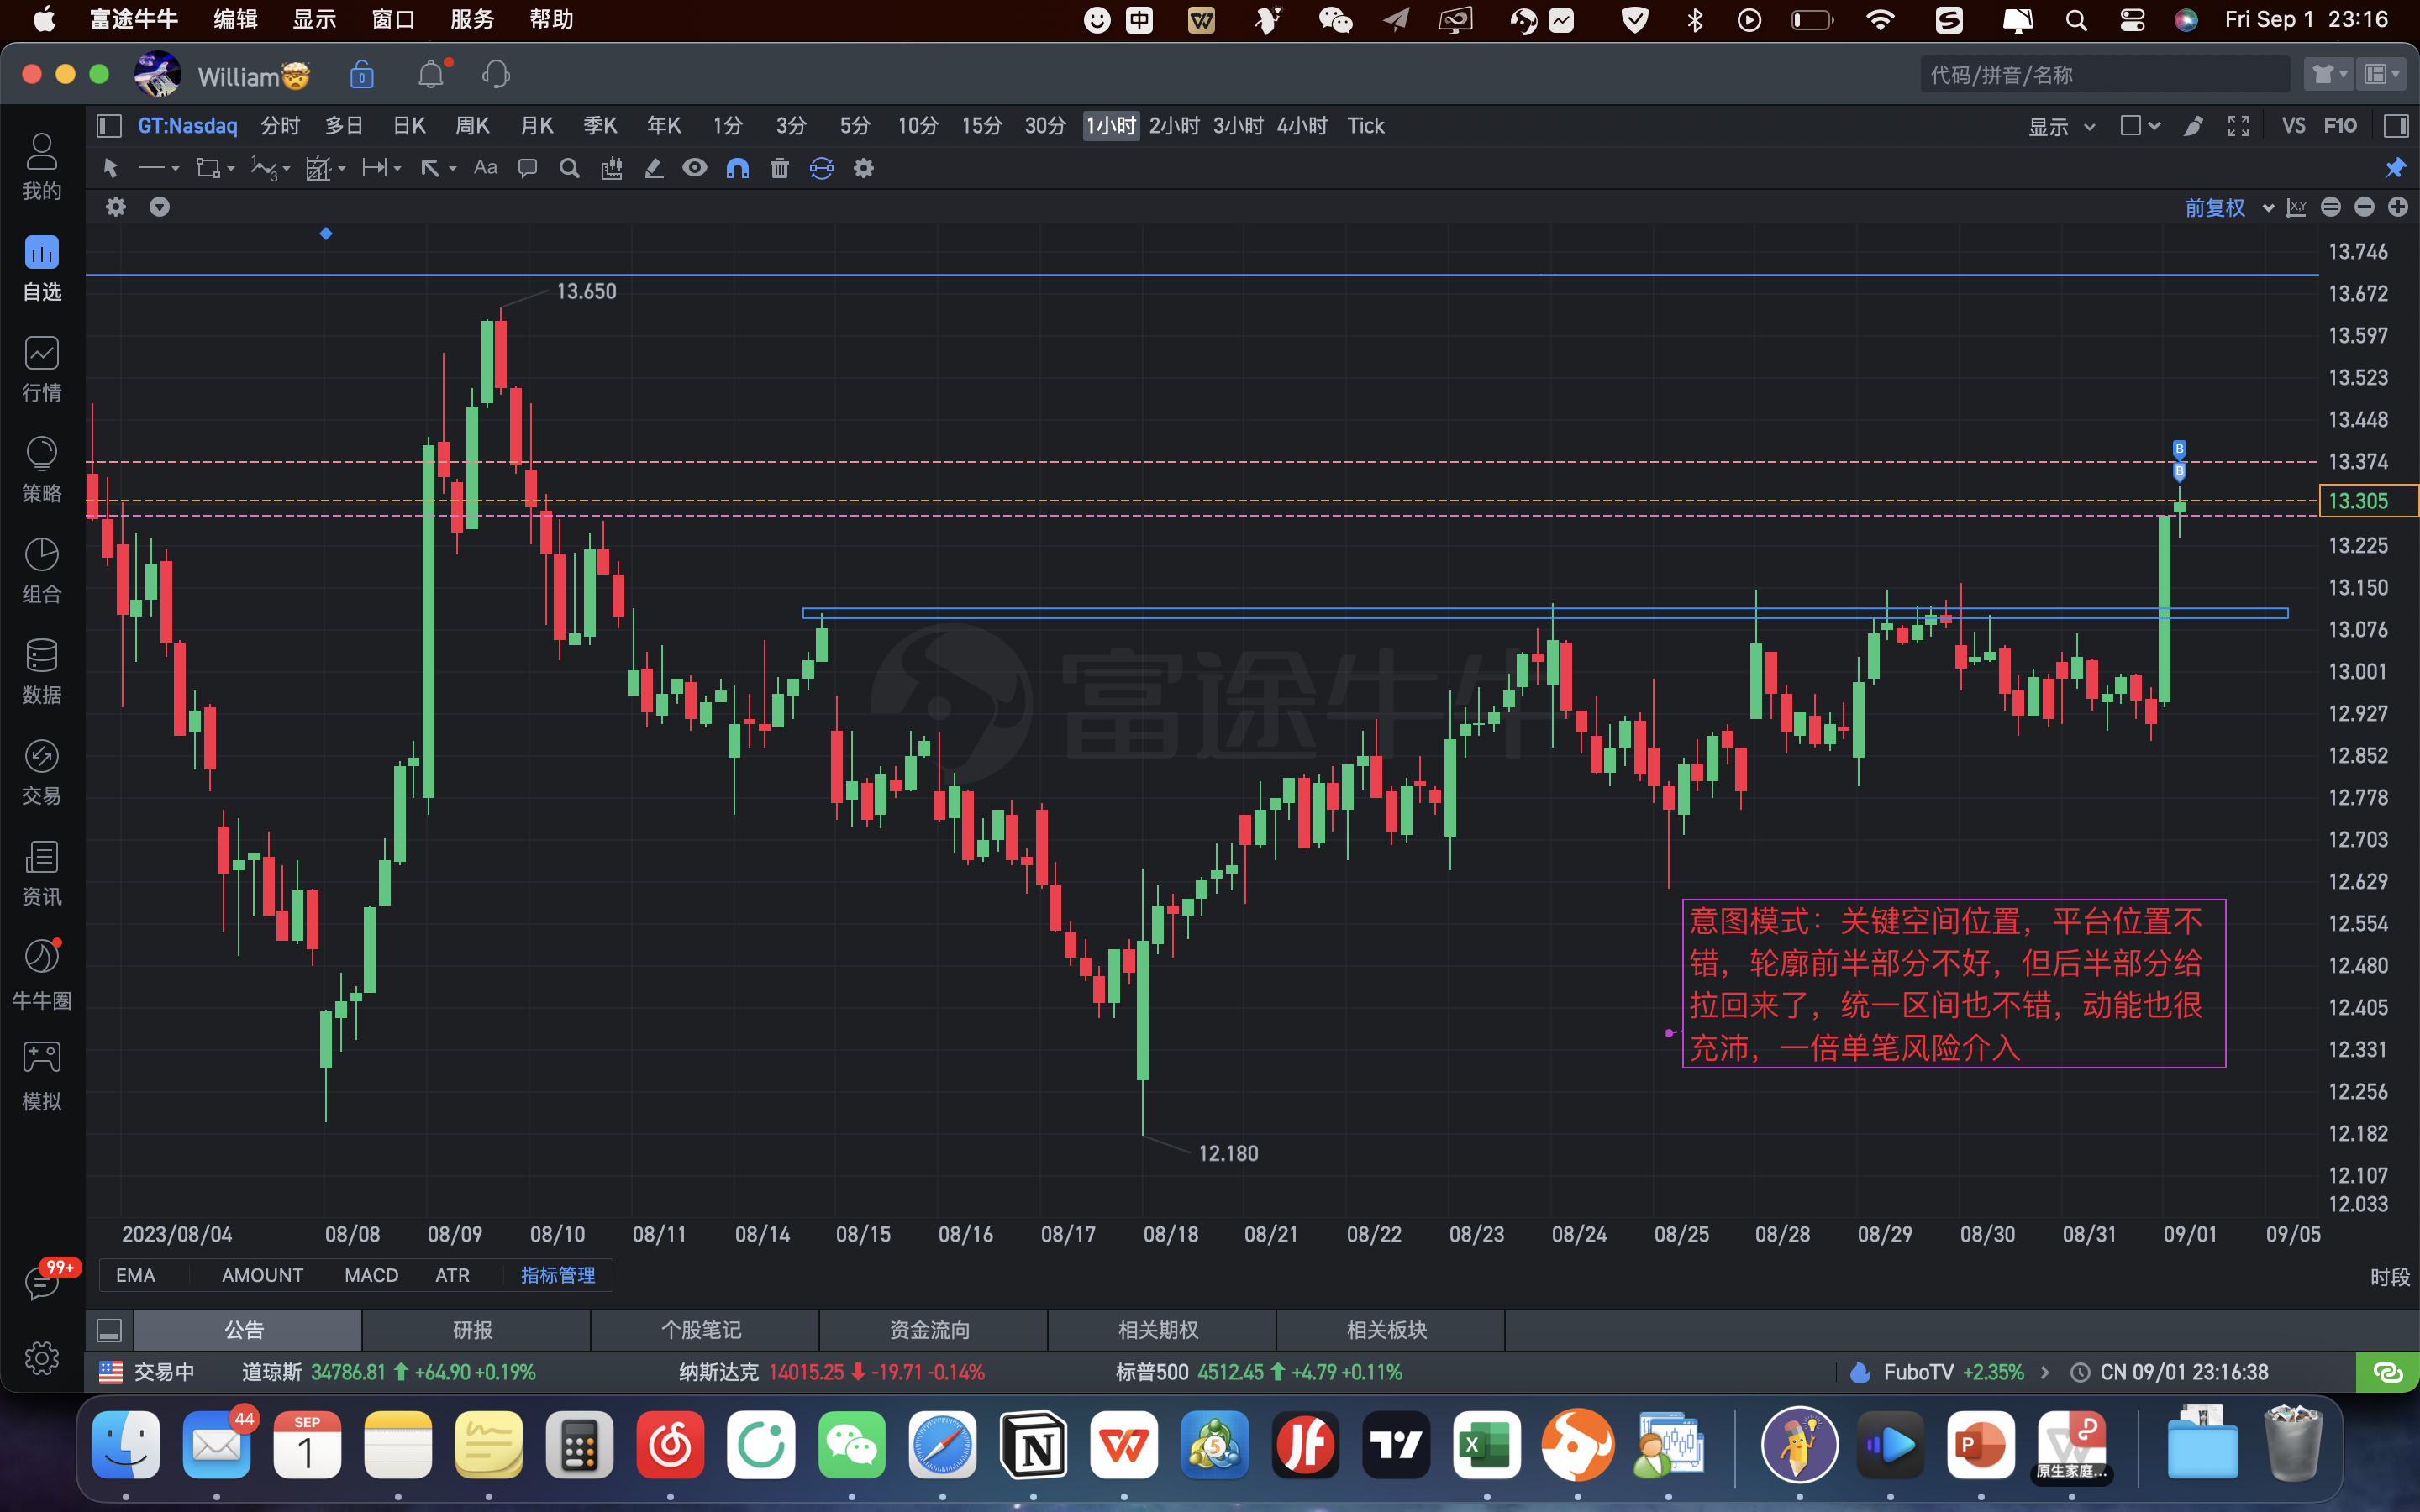 富途牛牛 编辑 显示 窗口 服务 帮助 中 Fri Sep 1 23:16
William 代码/拼音/名称
GT:Nasdaq 分时 多日 日K 周K 月K 季K 年K 1分 3分 5分 10分 15分 30分 1小时 2小时 3小时 4小时 Tick 显示 VS F10
Aa
前复权 X,Y
我的
自选
行情
策略
组合
数据
交易
资讯
牛牛圈
模拟
99+
13.746
13.672
13.597
13.523
13.448
13.374
13.305
13.225
13.150
13.076
13.001
12.927
12.852
12.778
12.703
12.629
12.554
12.480
12.405
12.331
12.256
12.182
12.107
12.033
13.650
B
B
富途牛牛
12.180
意图模式：关键空间位置，平台位置不
错，轮廓前半部分不好，但后半部分给
拉回来了，统一区间也不错，动能也很
充沛，一倍单笔风险介入
2023/08/04 08/08 08/09 08/10 08/11 08/14 08/15 08/16 08/17 08/18 08/21 08/22 08/23 08/24 08/25 08/28 08/29 08/30 08/31 09/01 09/05
EMA AMOUNT MACD ATR 指标管理 时段
公告 研报 个股笔记 资金流向 相关期权 相关板块
交易中 道琼斯 34786.81 +64.90 +0.19% 纳斯达克 14015.25 -19.71 -0.14% 标普500 4512.45 +4.79 +0.11% FuboTV +2.35% CN 09/01 23:16:38
44 SEP 1 5 X P 原生家庭...